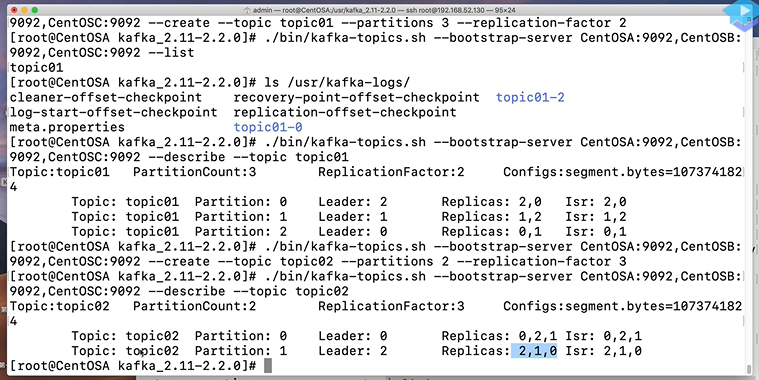 admin — root@CentOSA:/usr/kafka_2.11-2.2.0 — ssh root@192.168.52.130 — 95×24
9092,CentOSC:9092 --create --topic topic01 --partitions 3 --replication-factor 2
[root@CentOSA kafka_2.11-2.2.0]# ./bin/kafka-topics.sh --bootstrap-server CentOSA:9092,CentOSB:
9092,CentOSC:9092 --list
topic01
[root@CentOSA kafka_2.11-2.2.0]# ls /usr/kafka-logs/
cleaner-offset-checkpoint recovery-point-offset-checkpoint topic01-2
log-start-offset-checkpoint replication-offset-checkpoint
meta.properties topic01-0
[root@CentOSA kafka_2.11-2.2.0]# ./bin/kafka-topics.sh --bootstrap-server CentOSA:9092,CentOSB:
9092,CentOSC:9092 --describe --topic topic01
Topic:topic01 PartitionCount:3 ReplicationFactor:2 Configs:segment.bytes=107374182
4
Topic: topic01 Partition: 0 Leader: 2 Replicas: 2,0 Isr: 2,0
Topic: topic01 Partition: 1 Leader: 1 Replicas: 1,2 Isr: 1,2
Topic: topic01 Partition: 2 Leader: 0 Replicas: 0,1 Isr: 0,1
[root@CentOSA kafka_2.11-2.2.0]# ./bin/kafka-topics.sh --bootstrap-server CentOSA:9092,CentOSB:
9092,CentOSC:9092 --create --topic topic02 --partitions 2 --replication-factor 3
[root@CentOSA kafka_2.11-2.2.0]# ./bin/kafka-topics.sh --bootstrap-server CentOSA:9092,CentOSB:
9092,CentOSC:9092 --describe --topic topic02
Topic:topic02 PartitionCount:2 ReplicationFactor:3 Configs:segment.bytes=107374182
4
Topic: topic02 Partition: 0 Leader: 0 Replicas: 0,2,1 Isr: 0,2,1
Topic: topic02 Partition: 1 Leader: 2 Replicas: 2,1,0 Isr: 2,1,0
[root@CentOSA kafka_2.11-2.2.0]#